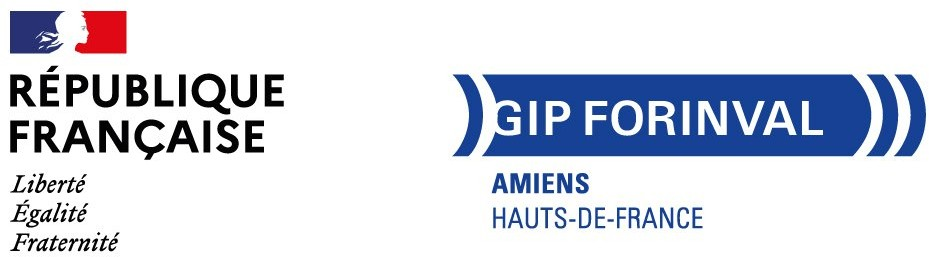 RÉPUBLIQUE
FRANÇAISE
Liberté
Égalité
Fraternité
GIP FORINVAL
AMIENS
HAUTS-DE-FRANCE